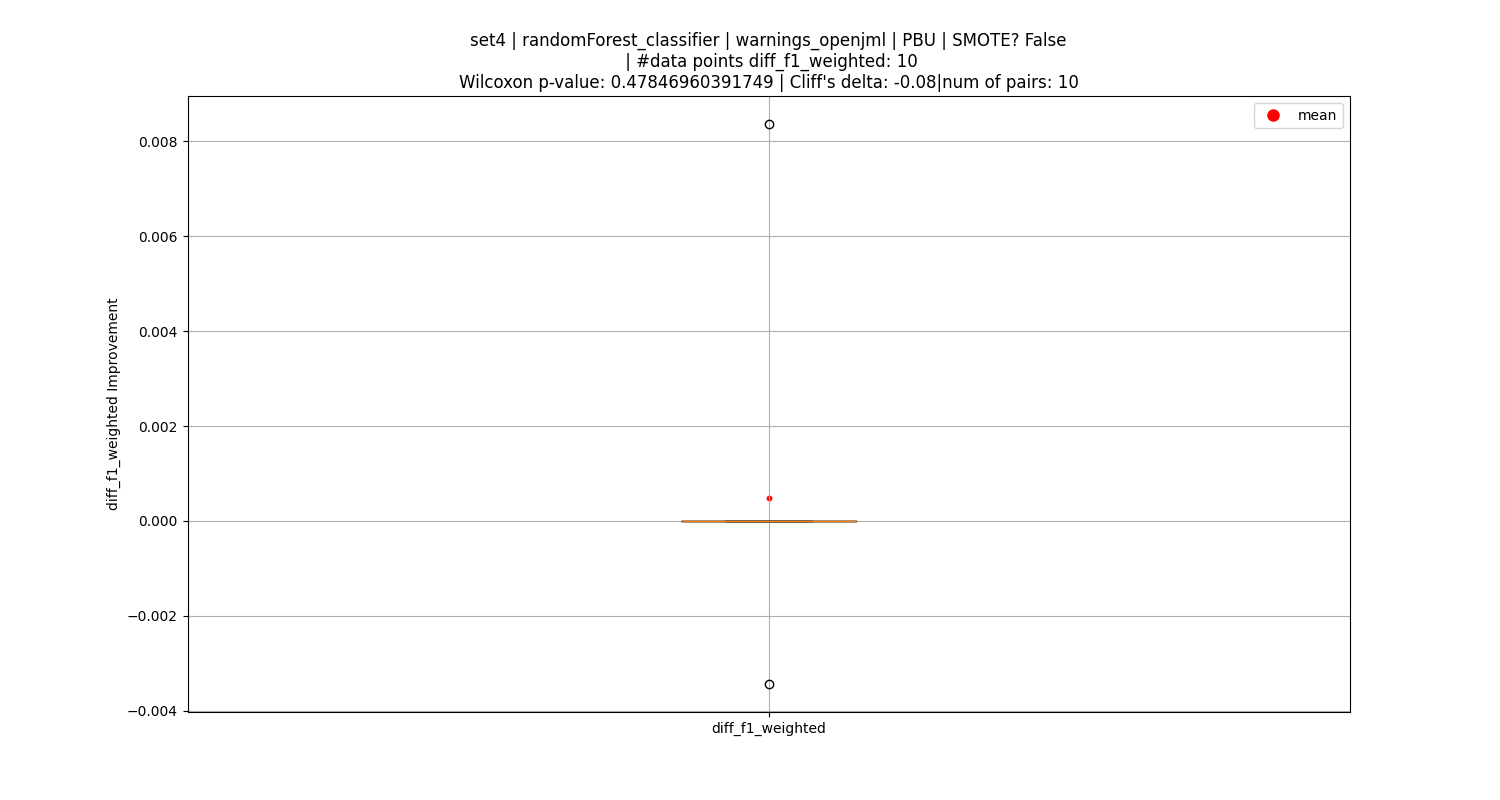 set4 | randomForest_classifier | warnings_openjml | PBU | SMOTE? False
| #data points diff_f1_weighted: 10
Wilcoxon p-value: 0.47846960391749 | Cliff's delta: -0.08|num of pairs: 10
mean
0.008
0.006
0.004
0.002
0.000
−0.002
−0.004
diff_f1_weighted Improvement
diff_f1_weighted